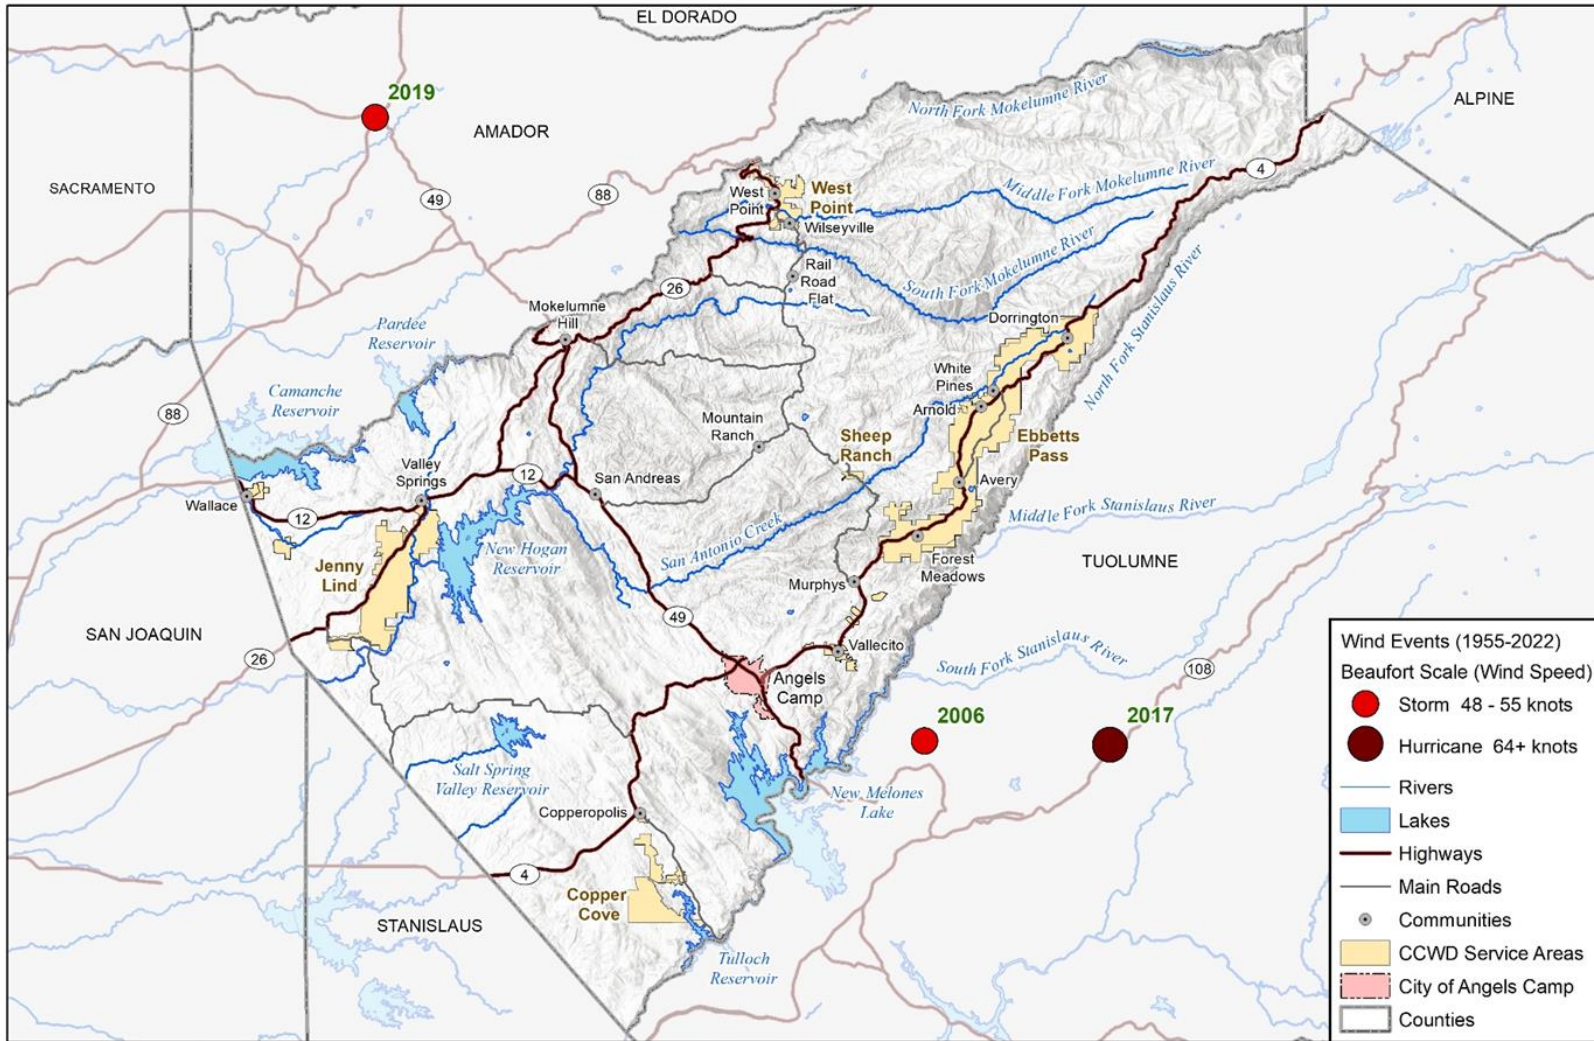 EL DORADO
2019
ALPINE
AMADOR
North Fork Mokelumne River
4
SACRAMENTO
49
88
West
Point
West
Point
Middle Fork Mokelumne River
Wilseyville
South Fork Mokelumne River
Rail
Road
Flat
26
Mokelumne
Hill
Dorrington
North Fork Stanislaus River
Pardee
Reservoir
Camanche
Reservoir
88
White
Pines
Arnold
Mountain
Ranch
Sheep
Ranch
Ebbetts
Pass
Valley
Springs
12
San Andreas
Avery
Wallace
12
Middle Fork Stanislaus River
San Antonio Creek
New Hogan
Reservoir
Jenny
Lind
Forest
Meadows
TUOLUMNE
Murphys
49
SAN JOAQUIN
26
Vallecito
South Fork Stanislaus River
108
Angels
Camp
2006
2017
Salt Spring
Valley Reservoir
New Melones
Lake
Copperopolis
4
Copper
Cove
STANISLAUS
Tulloch
Reservoir
Wind Events (1955-2022)
Beaufort Scale (Wind Speed)
Storm 48 - 55 knots
Hurricane 64+ knots
Rivers
Lakes
Highways
Main Roads
Communities
CCWD Service Areas
City of Angels Camp
Counties